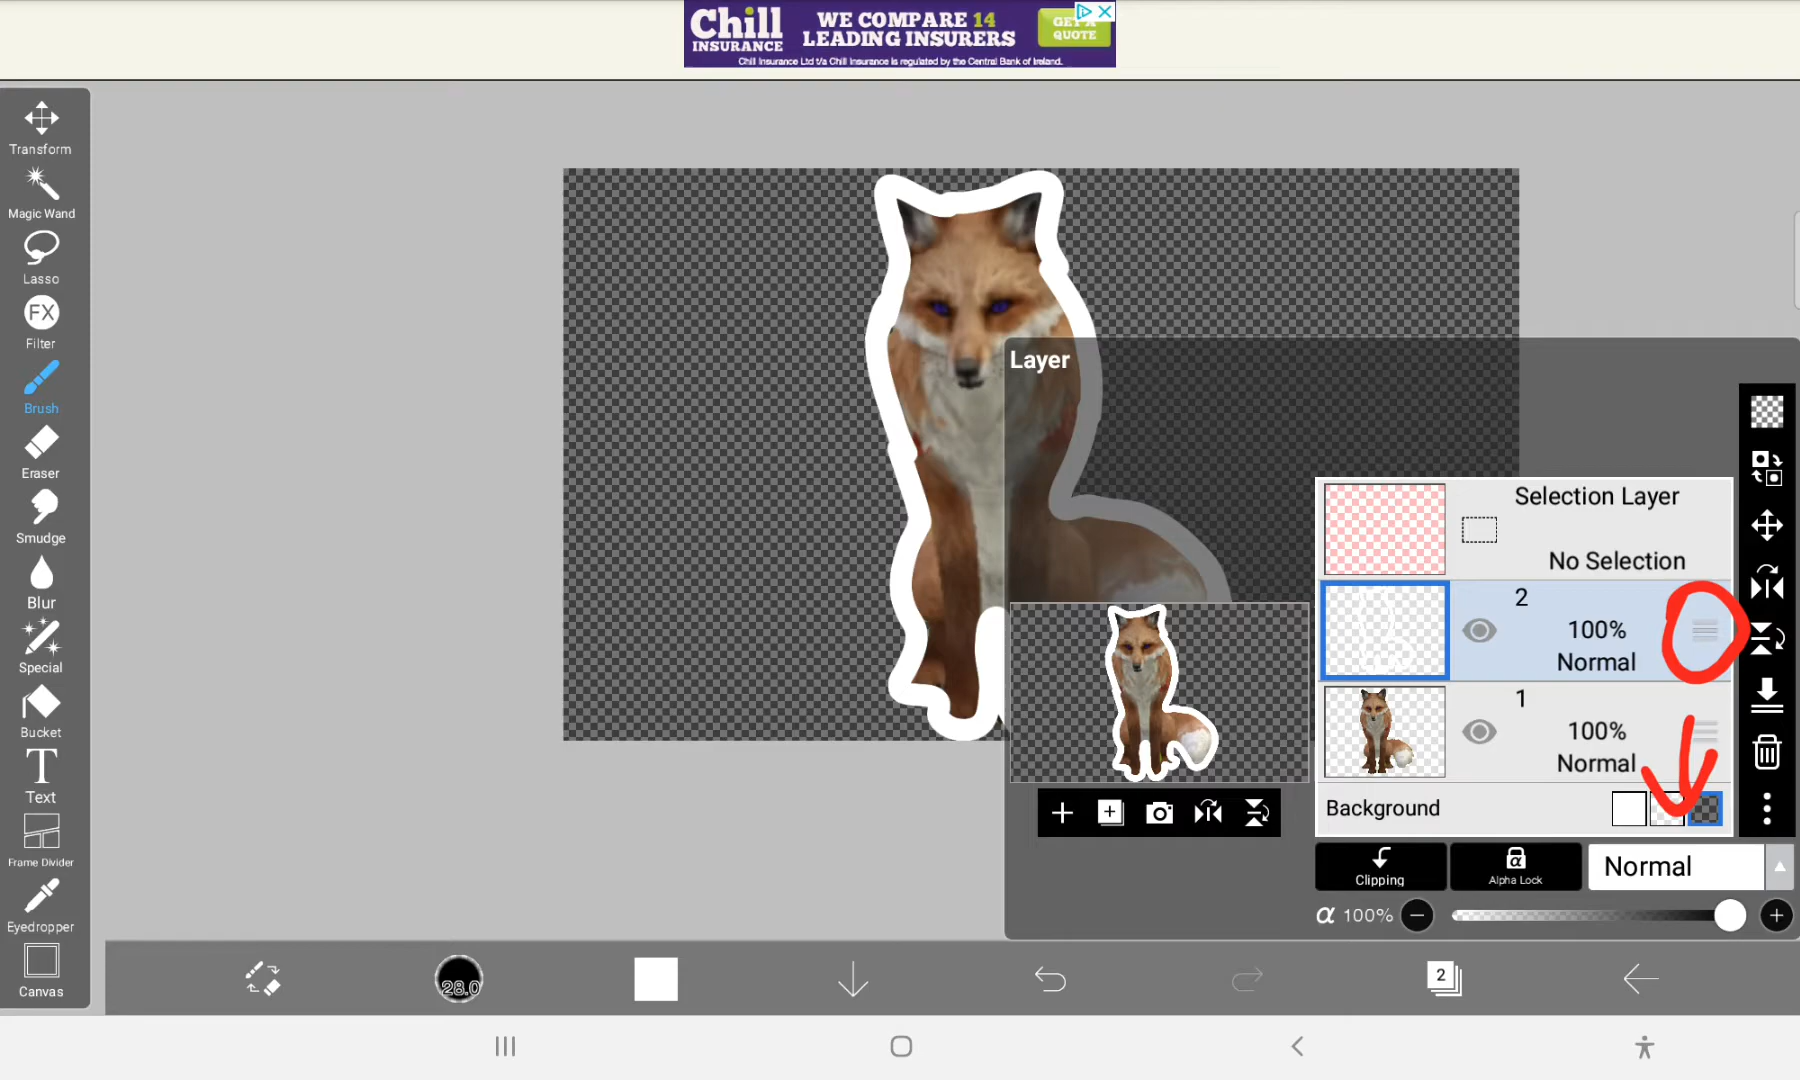 Chill
INSURANCE
WE COMPARE 14
LEADING INSURERS
GET A
QUOTE
Chill Insurance Ltd t/a Chill Insurance is regulated by the Central Bank of Ireland.
Transform
Magic Wand
Lasso
FX
Filter
Brush
Eraser
Smudge
Blur
Special
Bucket
T
Text
Frame Divider
Eyedropper
Canvas
Layer
Selection Layer
No Selection
2
100%
Normal
1
100%
Normal
Background
Clipping
α
Alpha Lock
Normal
α 100%
28.0
2